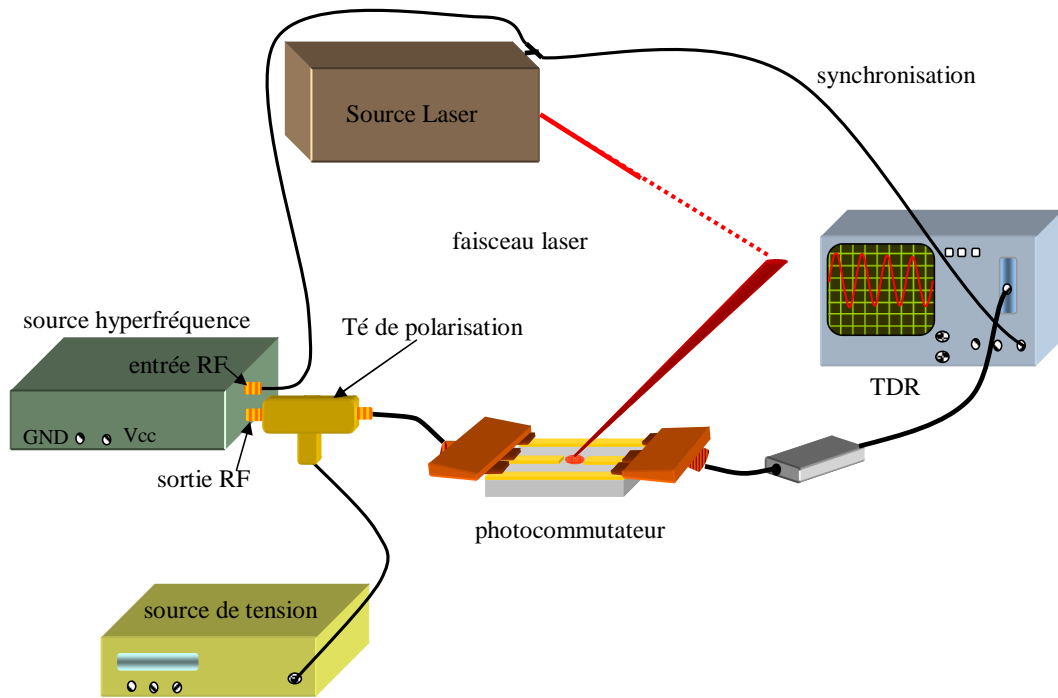 synchronisation
Source Laser
faisceau laser
source hyperfréquence
Té de polarisation
entrée RF
TDR
GND
Vcc
sortie RF
photocommutateur
source de tension